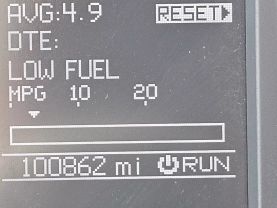 AVG:4.9 RESET
DTE:
LOW FUEL
MPG 10 20
100862 mi RUN